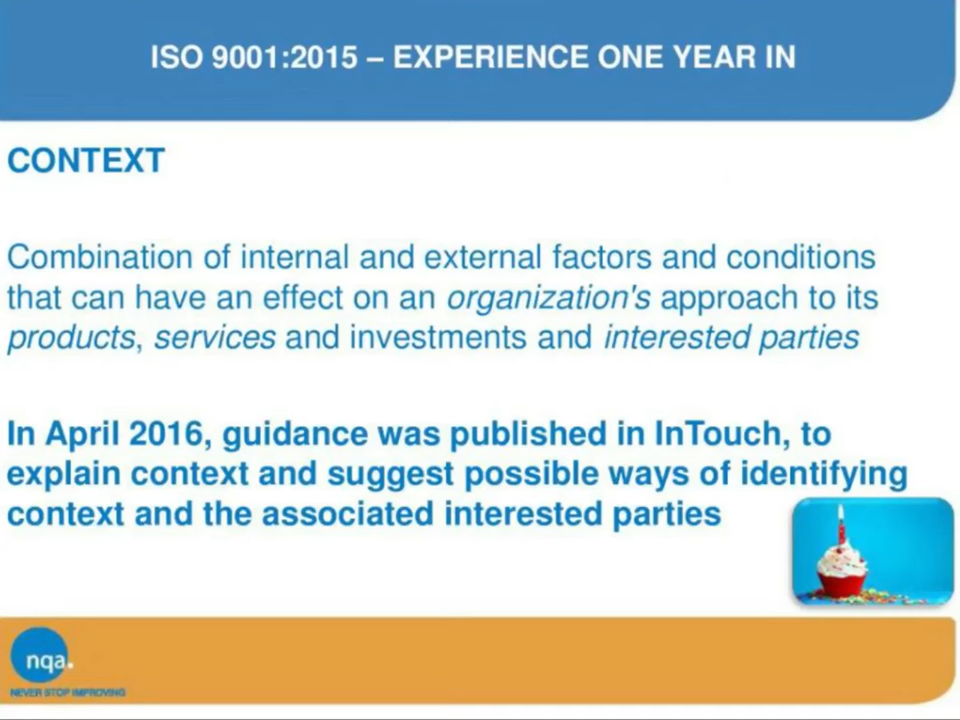 ISO 9001:2015 – EXPERIENCE ONE YEAR IN
CONTEXT
Combination of internal and external factors and conditions
that can have an effect on an organization's approach to its
products, services and investments and interested parties
In April 2016, guidance was published in InTouch, to
explain context and suggest possible ways of identifying
context and the associated interested parties
nqa.
NEVER STOP IMPROVING